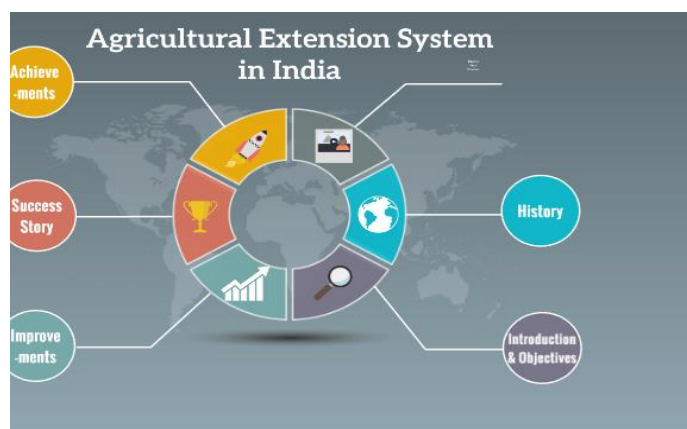 Agricultural Extension System
in India
Achieve
-ments
Success
Story
History
Improve
-ments
Introduction
& Objectives